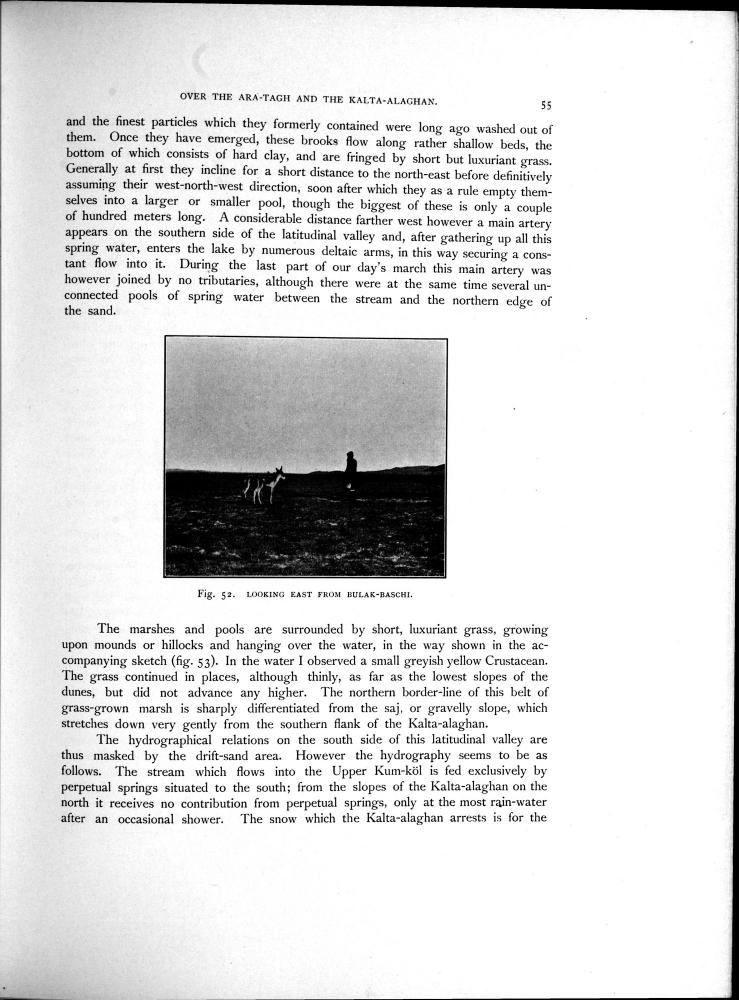 OVER THE ARA-TAGH AND THE KALTA-ALAGHAN. 55
and the finest particles which they formerly contained were long ago washed out of
them. Once they have emerged, these brooks flow along rather shallow beds, the
bottom of which consists of hard clay, and are fringed by short but luxuriant grass.
Generally at first they incline for a short distance to the north-east before definitively
assuming their west-north-west direction, soon after which they as a rule empty them-
selves into a larger or smaller pool, though the biggest of these is only a couple
of hundred meters long. A considerable distance farther west however a main artery
appears on the southern side of the latitudinal valley and, after gathering up all this
spring water, enters the lake by numerous deltaic arms, in this way securing a cons-
tant flow into it. During the last part of our day's march this main artery was
however joined by no tributaries, although there were at the same time several un-
connected pools of spring water between the stream and the northern edge of
the sand.
Fig. 52. LOOKING EAST FROM BULAK-BASCHI.
The marshes and pools are surrounded by short, luxuriant grass, growing
upon mounds or hillocks and hanging over the water, in the way shown in the ac-
companying sketch (fig. 53). In the water I observed a small greyish yellow Crustacean.
The grass continued in places, although thinly, as far as the lowest slopes of the
dunes, but did not advance any higher. The northern border-line of this belt of
grass-grown marsh is sharply differentiated from the saj, or gravelly slope, which
stretches down very gently from the southern flank of the Kalta-alaghan.
The hydrographical relations on the south side of this latitudinal valley are
thus masked by the drift-sand area. However the hydrography seems to be as
follows. The stream which flows into the Upper Kum-köl is fed exclusively by
perpetual springs situated to the south; from the slopes of the Kalta-alaghan on the
north it receives no contribution from perpetual springs, only at the most rain-water
after an occasional shower. The snow which the Kalta-alaghan arrests is for the